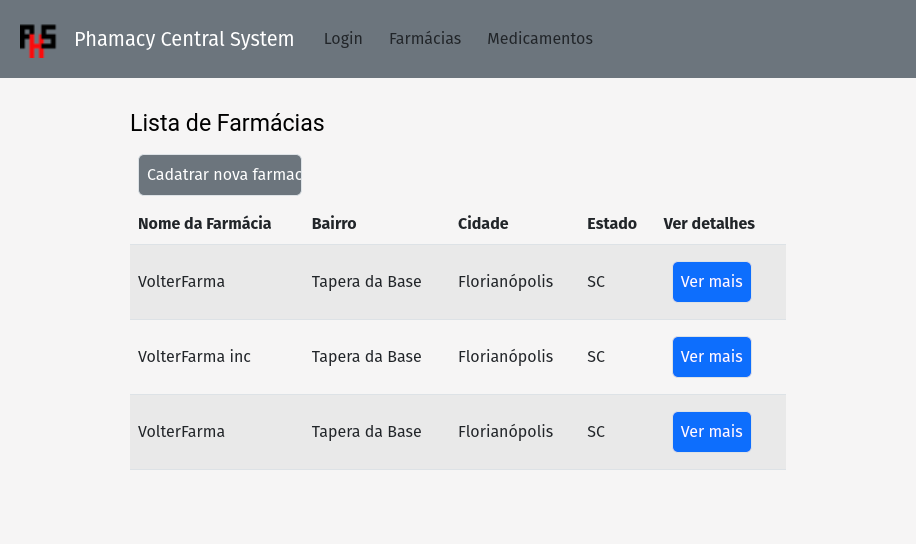 PHS Phamacy Central System Login Farmácias Medicamentos
Lista de Farmácias
Cadatrar nova farmac
Nome da Farmácia Bairro Cidade Estado Ver detalhes
VolterFarma Tapera da Base Florianópolis SC Ver mais
VolterFarma inc Tapera da Base Florianópolis SC Ver mais
VolterFarma Tapera da Base Florianópolis SC Ver mais